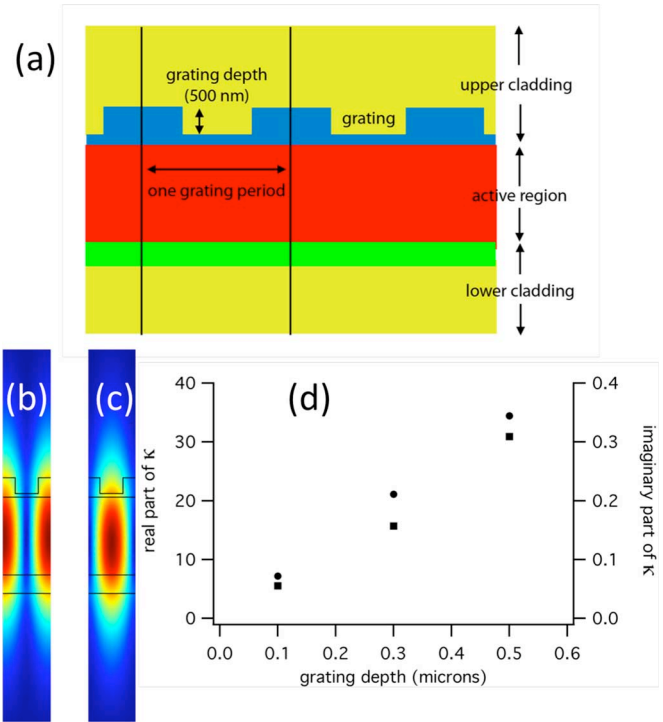 (a)
grating depth
(500 nm)
upper cladding
grating
one grating period
active region
lower cladding
(b)
(c)
(d)
40
30
20
10
0
real part of κ
0.4
0.3
0.2
0.1
0.0
imaginary part of κ
0.0 0.1 0.2 0.3 0.4 0.5 0.6
grating depth (microns)